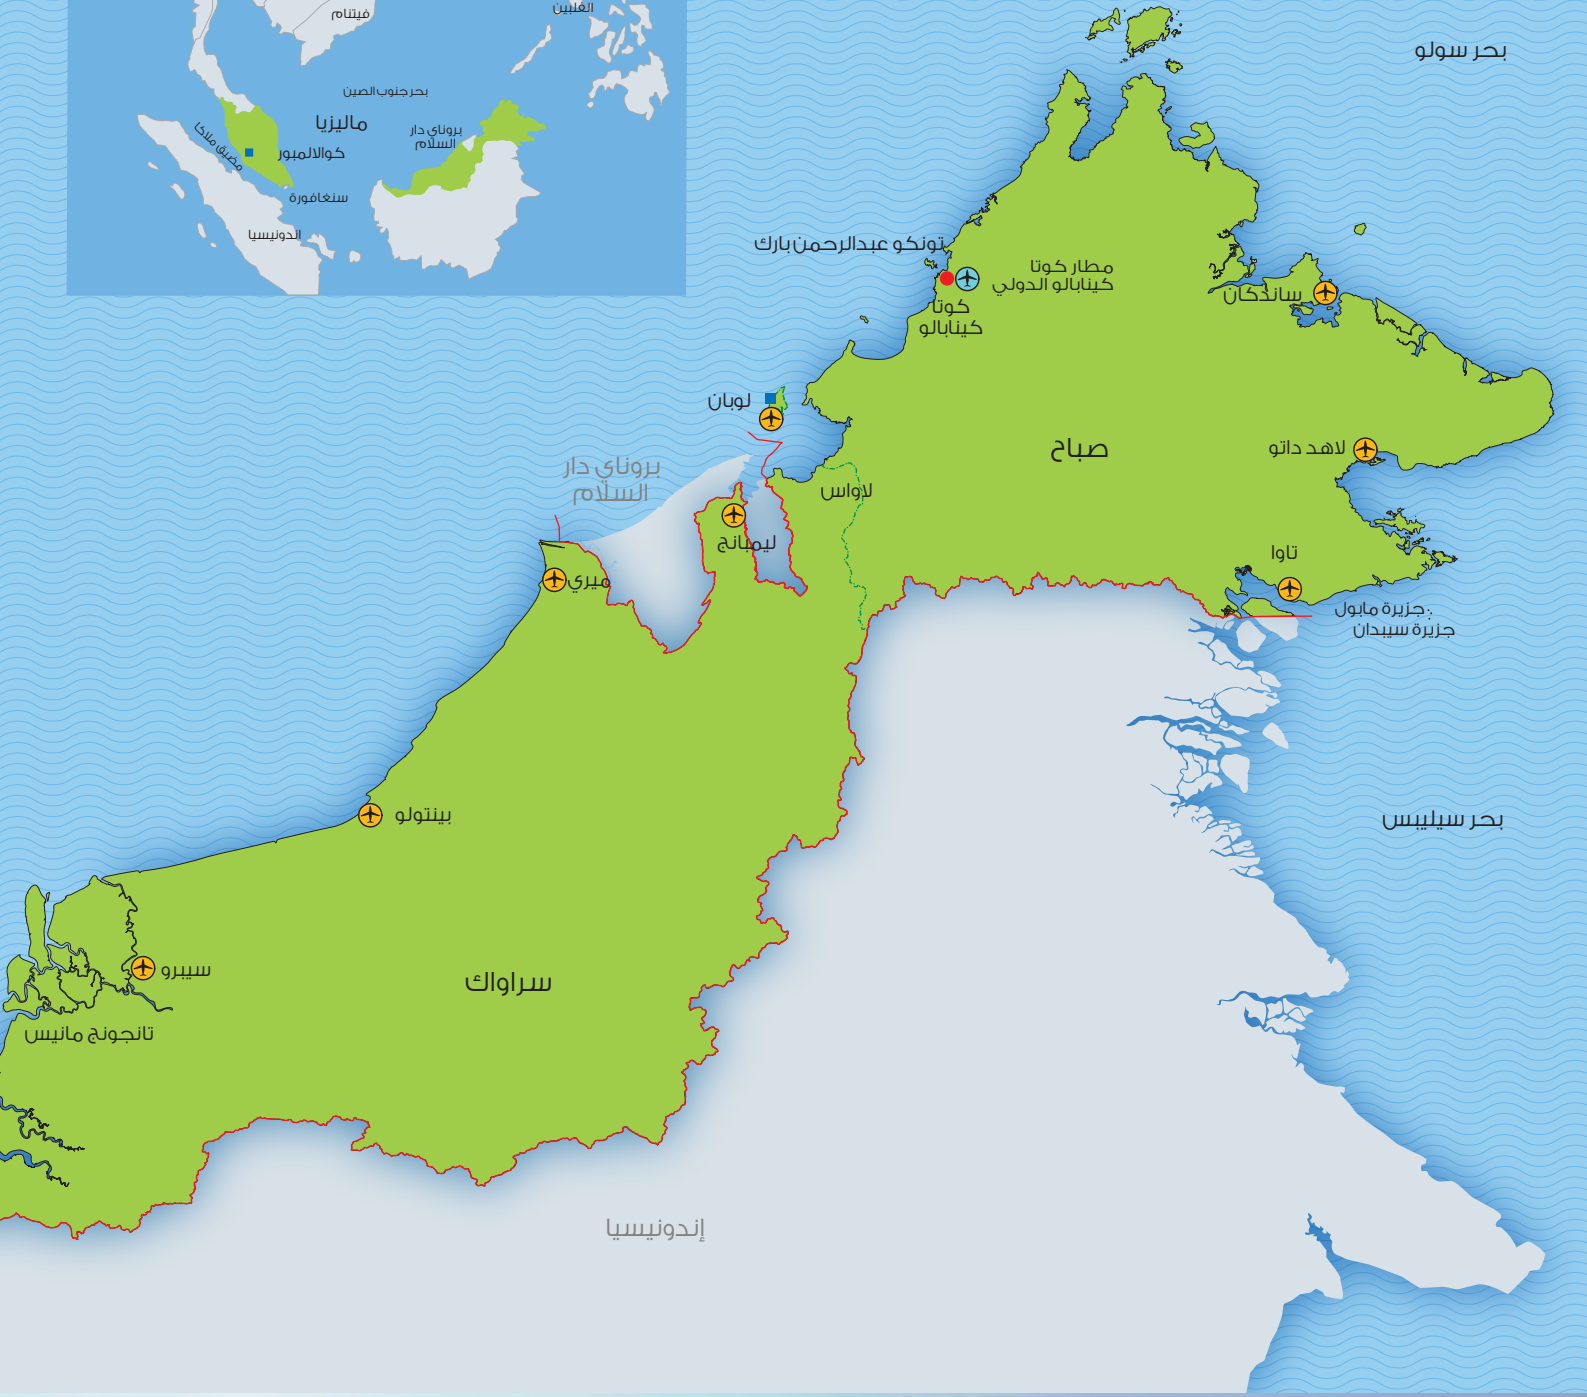 فيتنام
الفلبين
بحر جنوب الصين
ماليزيا
بروناي دار
السلام
مضيق ملاكا
كوالالمبور
سنغافورة
اندونيسيا
بحر سولو
تونكو عبدالرحمن بارك
مطار كوتا
كينابالو الدولي
كوتا
كينابالو
ساندكان
لوبان
صباح
لاهد داتو
بروناي دار
السلام
لاواس
ليمبانج
تاوا
ميري
جزيرة مابول
جزيرة سيبدان
بينتولو
بحر سيليبس
سيبرو
سراواك
تانجونج مانيس
إندونيسيا